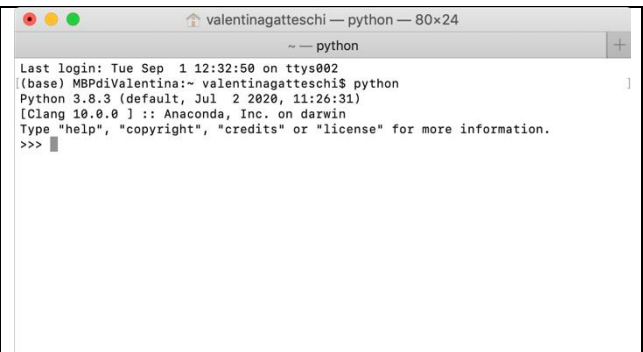 valentinagatteschi — python — 80×24
~ — python
+
Last login: Tue Sep  1 12:32:50 on ttys002
[(base) MBPdiValentina:~ valentinagatteschi$ python ]
Python 3.8.3 (default, Jul  2 2020, 11:26:31)
[Clang 10.0.0 ] :: Anaconda, Inc. on darwin
Type "help", "copyright", "credits" or "license" for more information.
>>>